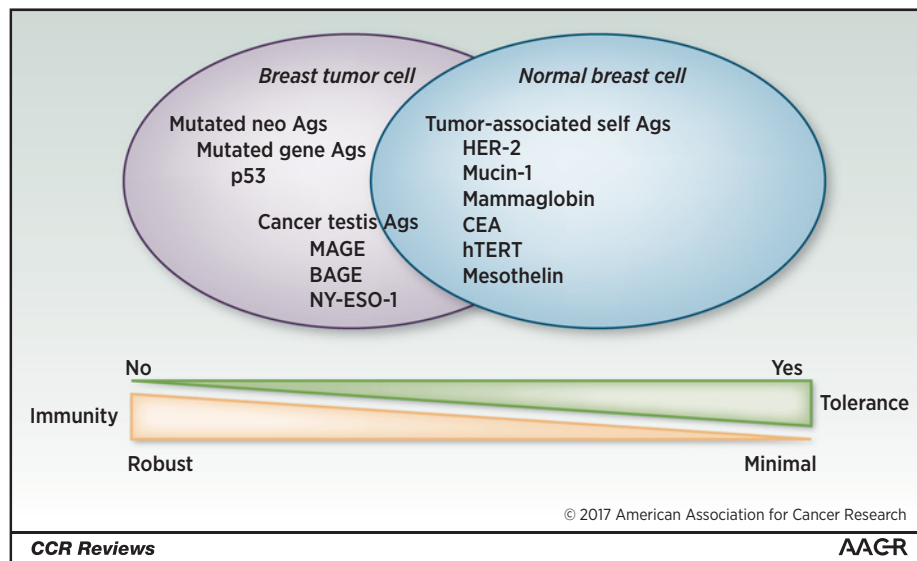 Breast tumor cell
Normal breast cell
Mutated neo Ags
Mutated gene Ags
p53
Cancer testis Ags
MAGE
BAGE
NY-ESO-1
Tumor-associated self Ags
HER-2
Mucin-1
Mammaglobin
CEA
hTERT
Mesothelin
No
Yes
Immunity
Tolerance
Robust
Minimal
© 2017 American Association for Cancer Research
CCR Reviews
AACR